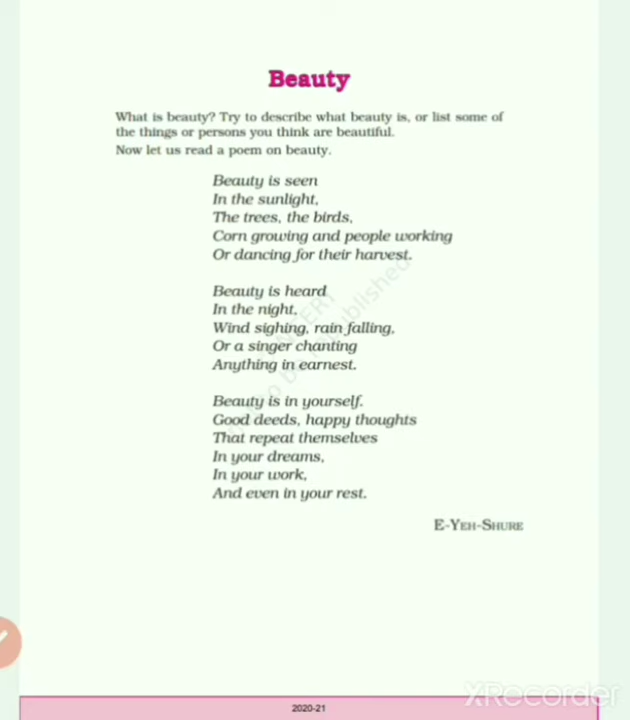 Beauty
What is beauty? Try to describe what beauty is, or list some of
the things or persons you think are beautiful.
Now let us read a poem on beauty.
Beauty is seen
In the sunlight,
The trees, the birds,
Corn growing and people working
Or dancing for their harvest.
Beauty is heard
In the night,
Wind sighing, rain falling,
Or a singer chanting
Anything in earnest.
Beauty is in yourself.
Good deeds, happy thoughts
That repeat themselves
In your dreams,
In your work,
And even in your rest.
E-YEH-SHURE
XRecorder
2020-21